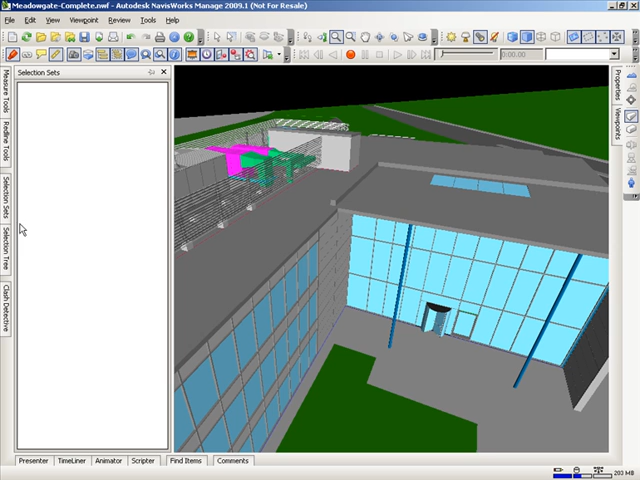 Meadowgate-Complete.nwf - Autodesk NavisWorks Manage 2009.1 (Not For Resale)
File Edit View Viewpoint Review Tools Help
0:00.00
Selection Sets
Measure Tools
Redline Tools
Selection Sets
Selection Tree
Clash Detective
Properties
Viewpoints
Presenter TimeLiner Animator Scripter Find Items Comments
203 MB